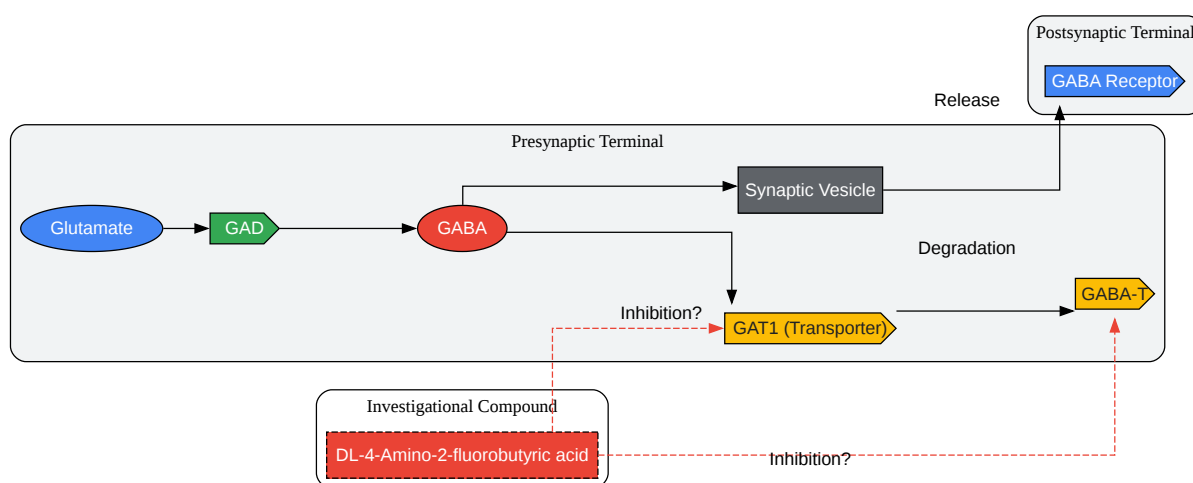 Postsynaptic Terminal
GABA Receptor
Release
Presynaptic Terminal
Synaptic Vesicle
Glutamate
GAD
GABA
Degradation
GABA-T
Inhibition?
GAT1 (Transporter)
Investigational Compound
DL-4-Amino-2-fluorobutyric acid
Inhibition?